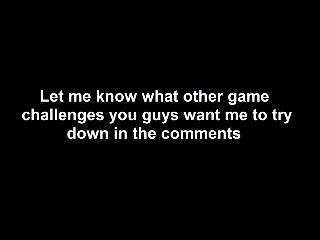 Let me know what other game
challenges you guys want me to try
down in the comments